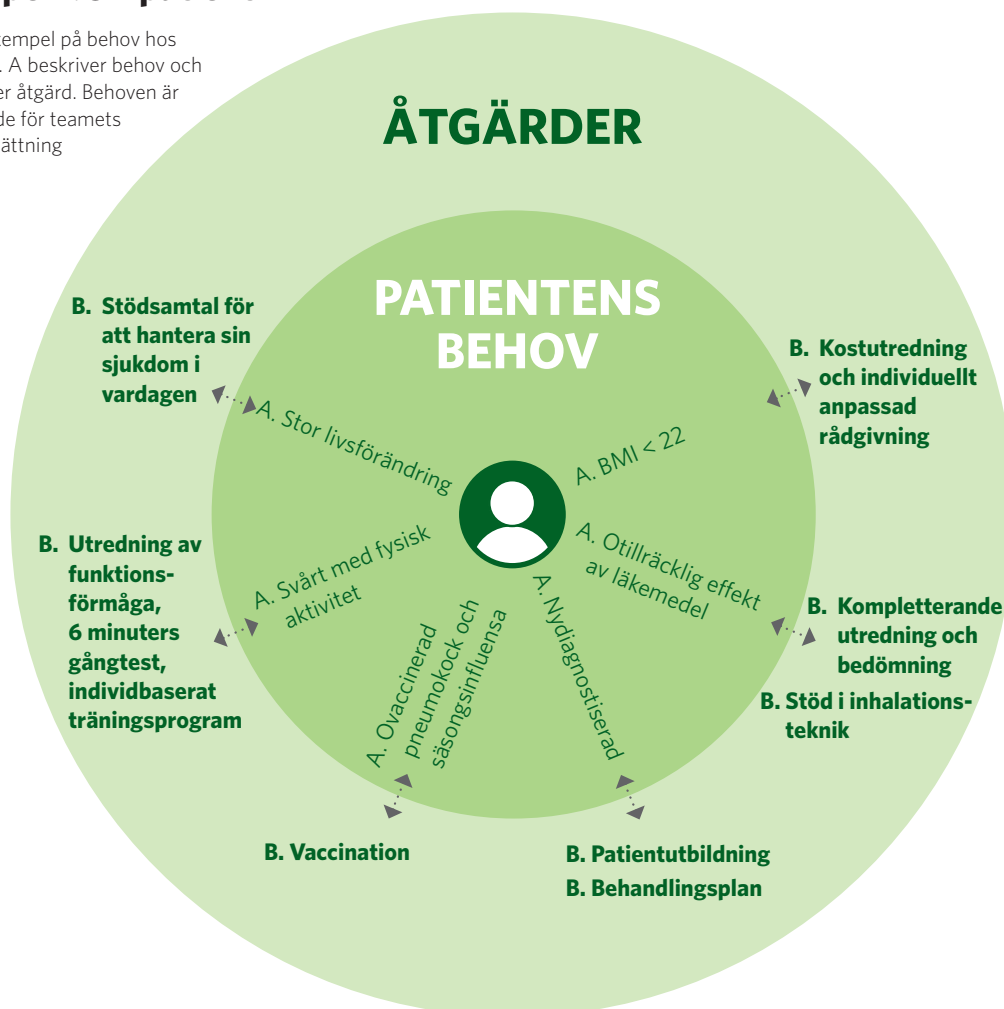 tempel på behov hos
. A beskriver behov och
er åtgärd. Behoven är
de för teamets
ättning
ÅTGÄRDER
PATIENTENS
BEHOV
B. Stödsamtal för
att hantera sin
sjukdom i
vardagen
A. Stor livsförändring
A. BMI < 22
B. Kostutredning
och individuellt
anpassad
rådgivning
B. Utredning av
funktions-
förmåga,
6 minuters
gångtest,
individbaserat
träningsprogram
A. Svårt med fysisk
aktivitet
A. Otillräcklig effekt
av läkemedel
B. Kompletterande
utredning och
bedömning
B. Stöd i inhalations-
teknik
A. Ovaccinerad
pneumokock och
säsongsinfluensa
A. Nydiagnostiserad
B. Vaccination
B. Patientutbildning
B. Behandlingsplan